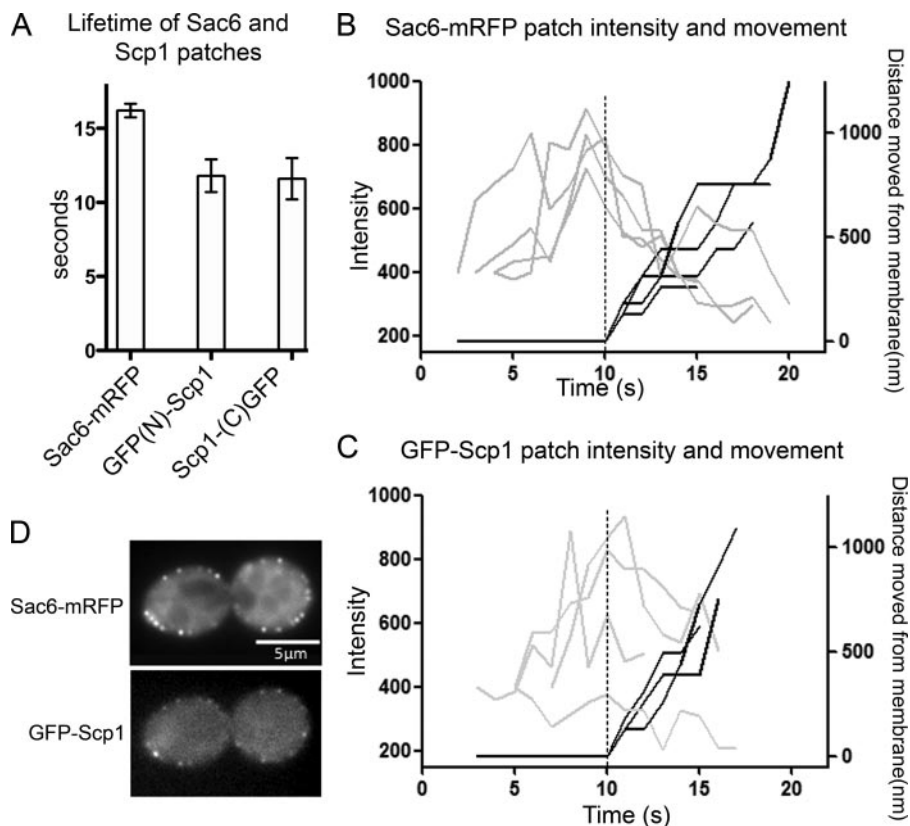 A
Lifetime of Sac6 and
Scp1 patches
15
10
5
0
seconds
Sac6-mRFP
GFP(N)-Scp1
Scp1-(C)GFP
B
Sac6-mRFP patch intensity and movement
1000
800
600
400
200
Intensity
0
5
10
15
20
Time (s)
1000
500
0
Distance moved from membrane(nm)
C
GFP-Scp1 patch intensity and movement
1000
800
600
400
200
Intensity
0
5
10
15
20
Time (s)
1000
500
0
Distance moved from membrane(nm)
D
Sac6-mRFP
5μm
GFP-Scp1